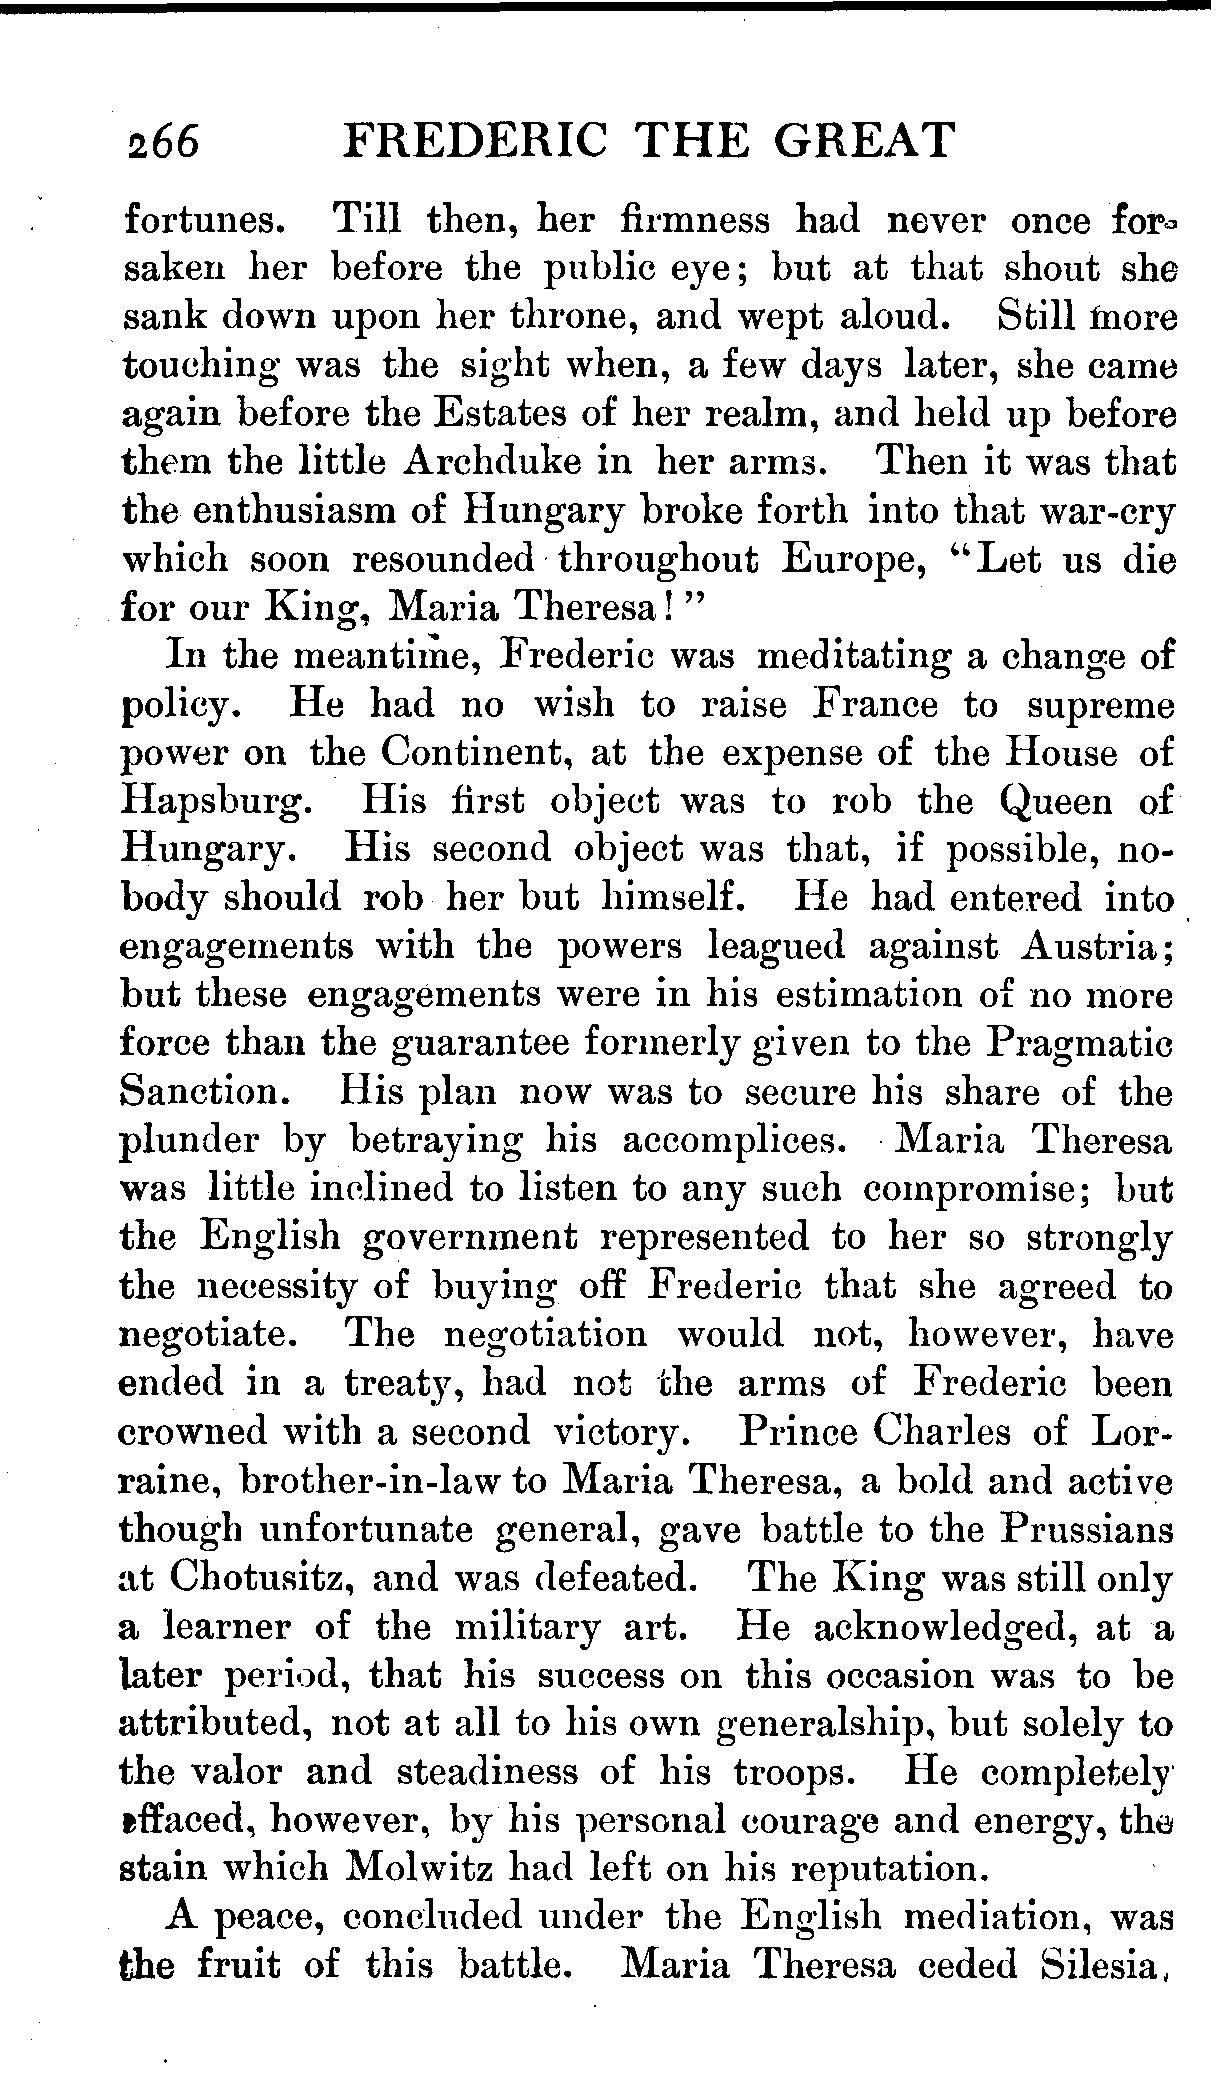 266 FREDERIC THE GREAT
fortunes. Till then, her firmness had never once for-
saken her before the public eye; but at that shout she
sank down upon her throne, and wept aloud. Still more
touching was the sight when, a few days later, she came
again before the Estates of her realm, and held up before
them the little Archduke in her arms. Then it was that
the enthusiasm of Hungary broke forth into that war-cry
which soon resounded throughout Europe, “Let us die
for our King, Maria Theresa!”
In the meantime, Frederic was meditating a change of
policy. He had no wish to raise France to supreme
power on the Continent, at the expense of the House of
Hapsburg. His first object was to rob the Queen of
Hungary. His second object was that, if possible, no-
body should rob her but himself. He had entered into
engagements with the powers leagued against Austria;
but these engagements were in his estimation of no more
force than the guarantee formerly given to the Pragmatic
Sanction. His plan now was to secure his share of the
plunder by betraying his accomplices. Maria Theresa
was little inclined to listen to any such compromise; but
the English government represented to her so strongly
the necessity of buying off Frederic that she agreed to
negotiate. The negotiation would not, however, have
ended in a treaty, had not the arms of Frederic been
crowned with a second victory. Prince Charles of Lor-
raine, brother-in-law to Maria Theresa, a bold and active
though unfortunate general, gave battle to the Prussians
at Chotusitz, and was defeated. The King was still only
a learner of the military art. He acknowledged, at a
later period, that his success on this occasion was to be
attributed, not at all to his own generalship, but solely to
the valor and steadiness of his troops. He completely
effaced, however, by his personal courage and energy, the
stain which Molwitz had left on his reputation.
A peace, concluded under the English mediation, was
the fruit of this battle. Maria Theresa ceded Silesia,